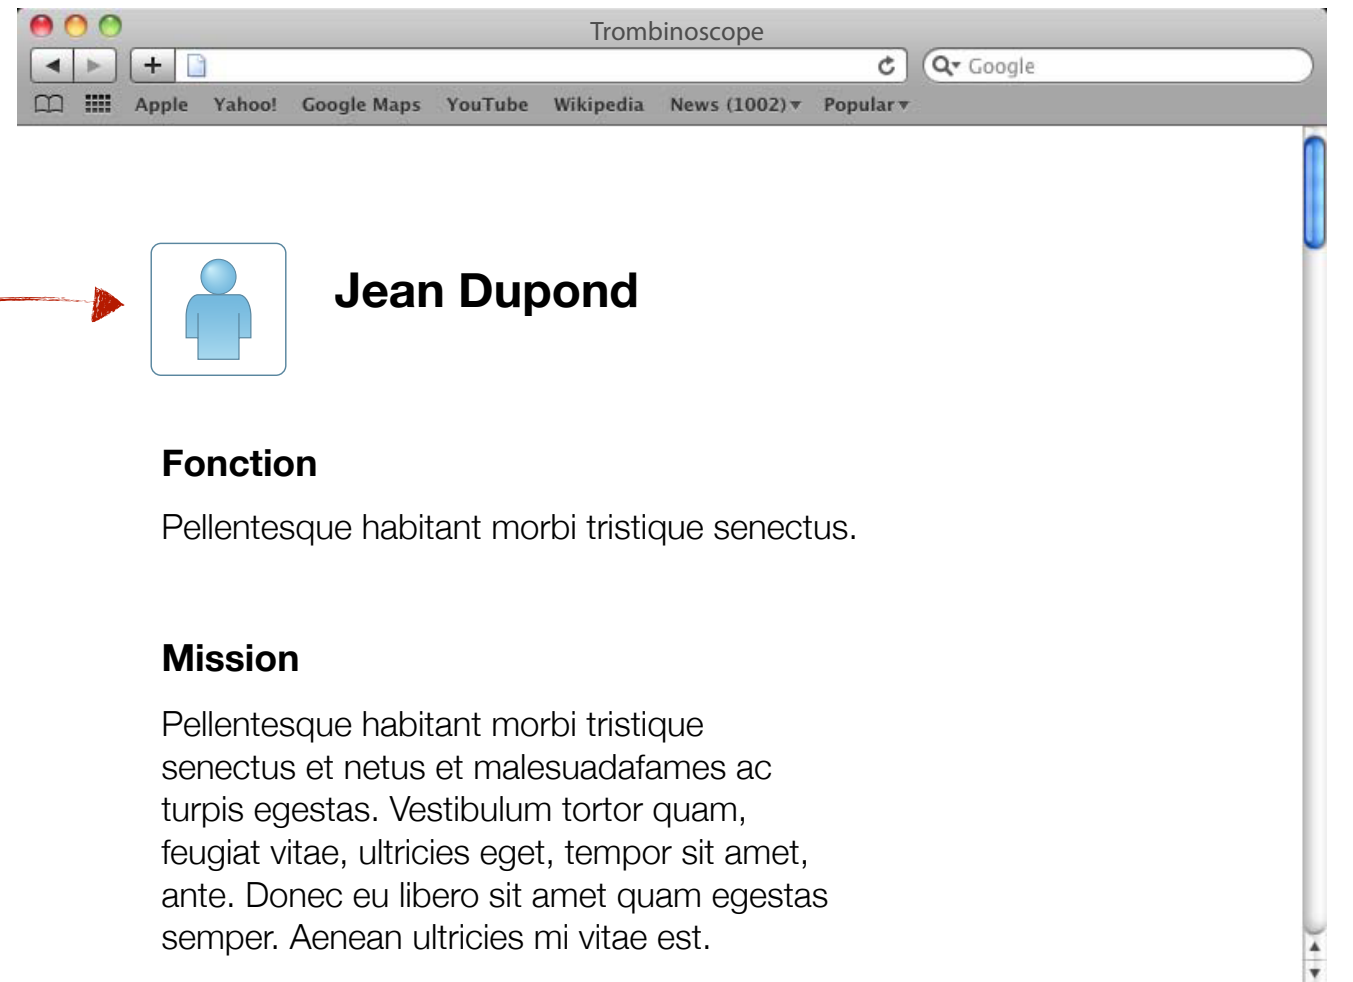 Trombinoscope
Google
Apple Yahoo! Google Maps YouTube Wikipedia News (1002) Popular
Jean Dupond
Fonction
Pellentesque habitant morbi tristique senectus.
Mission
Pellentesque habitant morbi tristique
senectus et netus et malesuadafames ac
turpis egestas. Vestibulum tortor quam,
feugiat vitae, ultricies eget, tempor sit amet,
ante. Donec eu libero sit amet quam egestas
semper. Aenean ultricies mi vitae est.